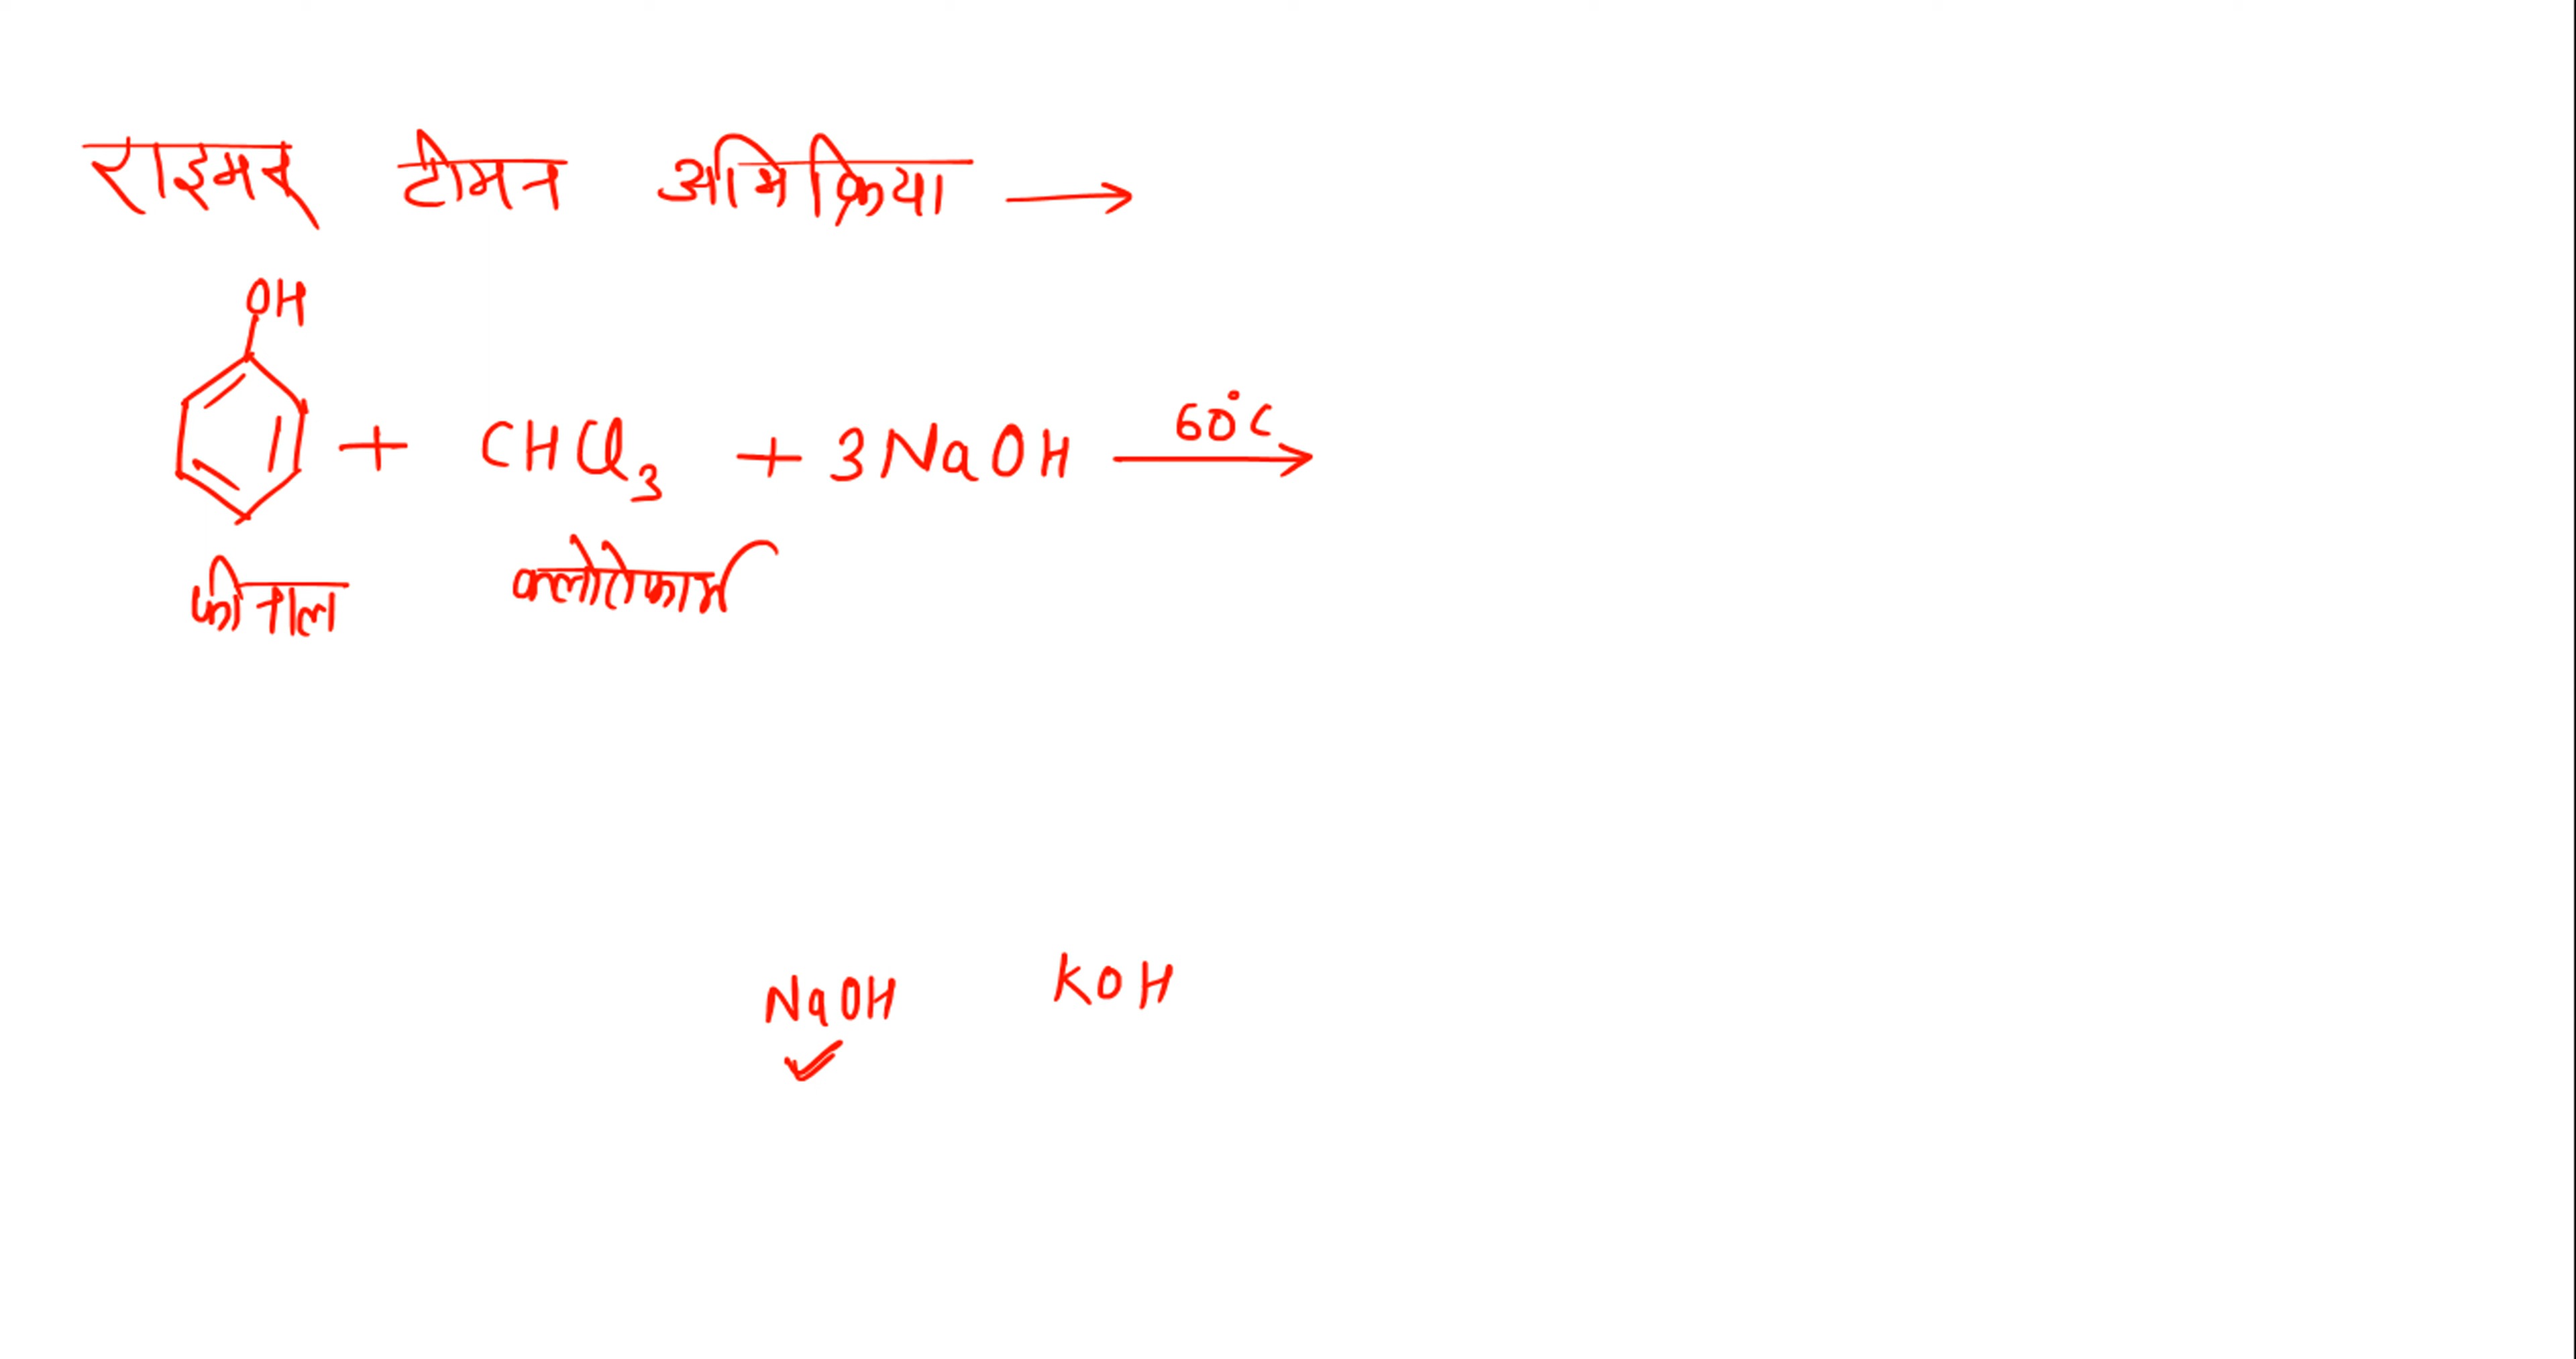 राइमर टीमन अभिक्रिया →
OH
+ CHCl₃ + 3NaOH →
60°C
फीनाल क्लोरोफार्म
NaOH KOH